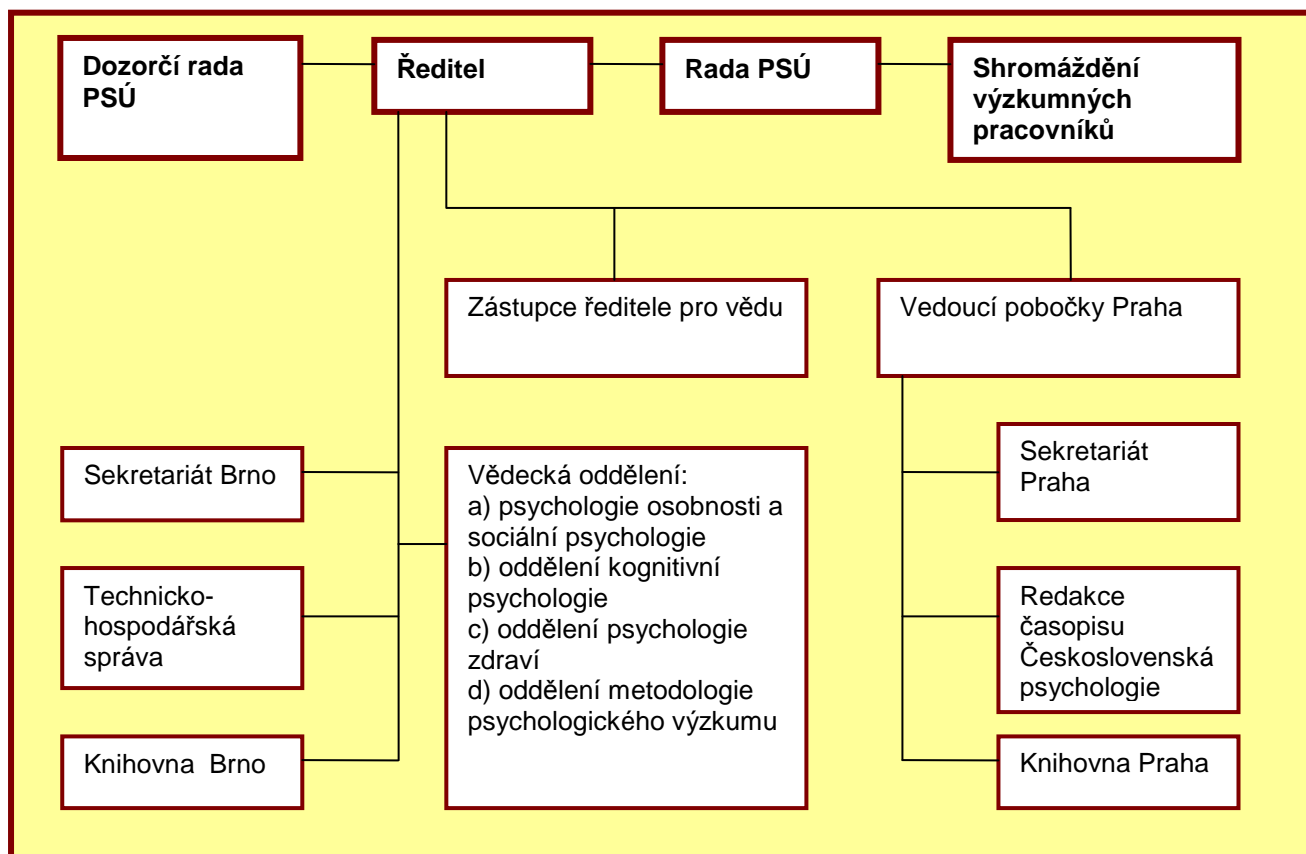 Dozorčí rada
PSÚ
Ředitel
Rada PSÚ
Shromáždění
výzkumných
pracovníků
Zástupce ředitele pro vědu
Vedoucí pobočky Praha
Sekretariát Brno
Technicko-
hospodářská
správa
Knihovna Brno
Vědecká oddělení:
a) psychologie osobnosti a
sociální psychologie
b) oddělení kognitivní
psychologie
c) oddělení psychologie
zdraví
d) oddělení metodologie
psychologického výzkumu
Sekretariát
Praha
Redakce
časopisu
Československá
psychologie
Knihovna Praha